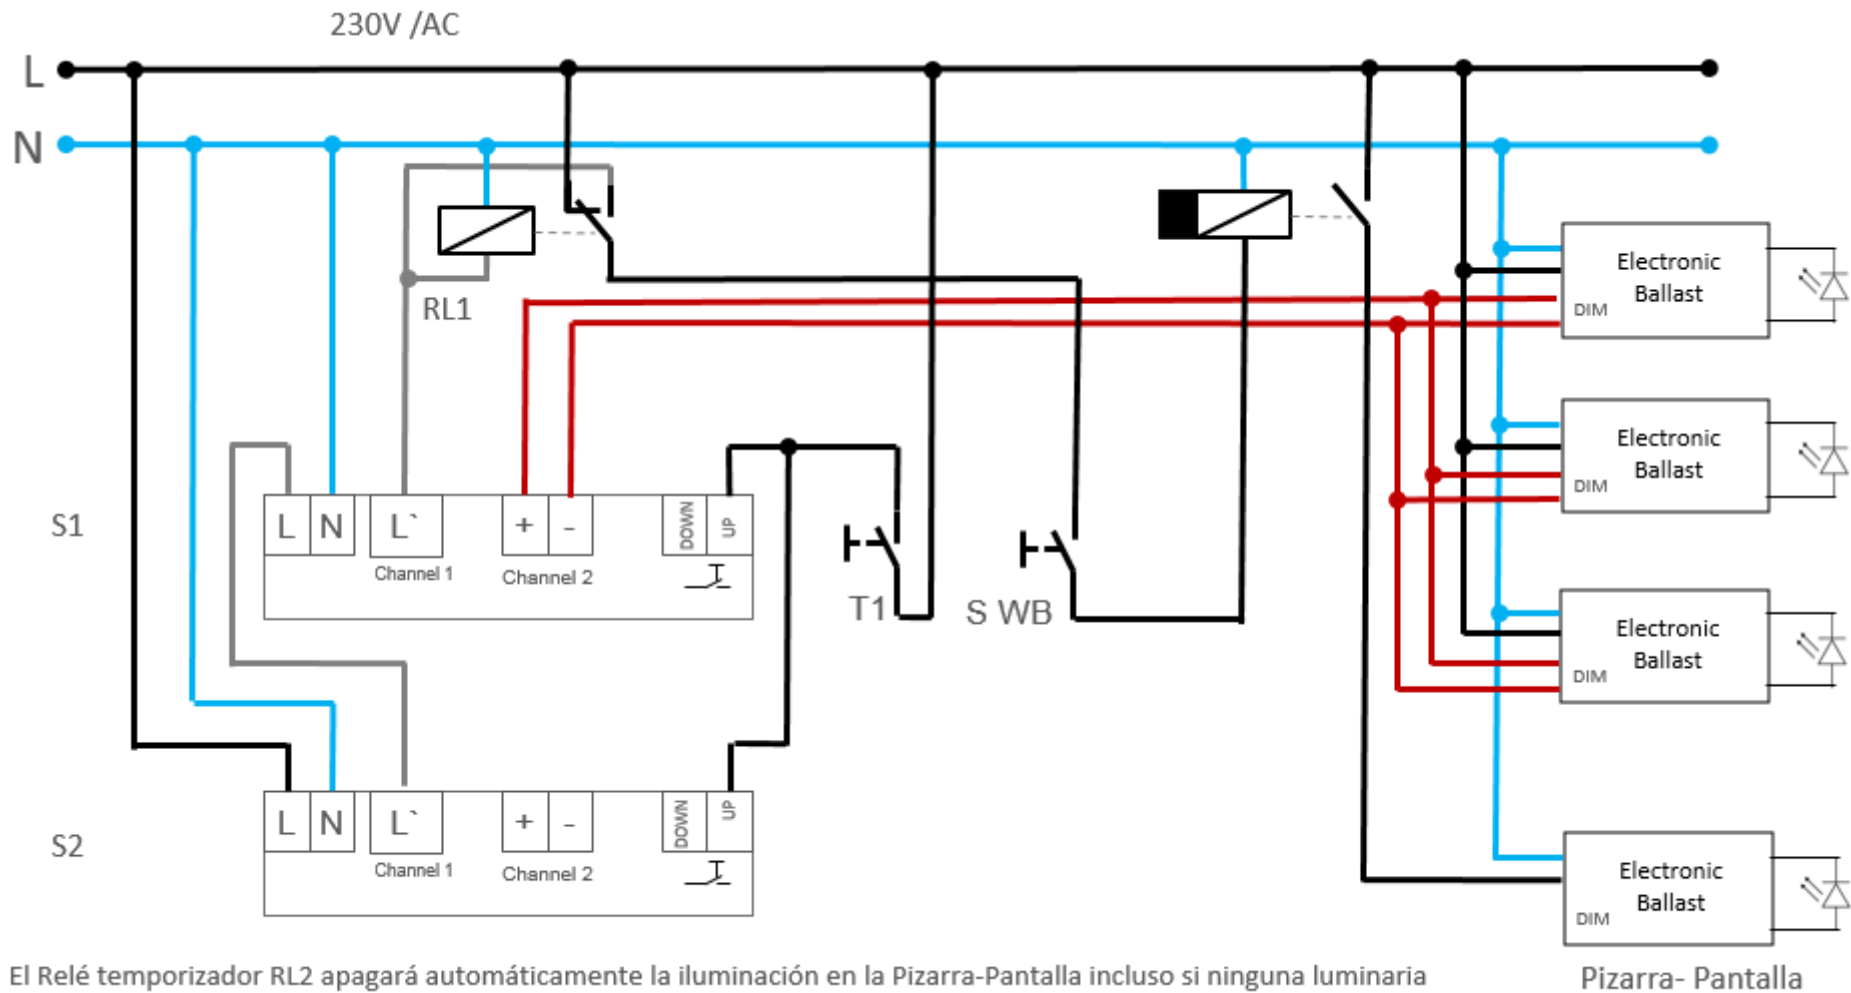 230V /AC
L
N
RL1
Electronic
Ballast
DIM
Electronic
Ballast
DIM
S1
L N L` + - DOWN UP
Channel 1 Channel 2
T1
S WB
Electronic
Ballast
DIM
S2
L N L` + - DOWN UP
Channel 1 Channel 2
Electronic
Ballast
DIM
El Relé temporizador RL2 apagará automáticamente la iluminación en la Pizarra-Pantalla incluso si ninguna luminaria
Pizarra- Pantalla